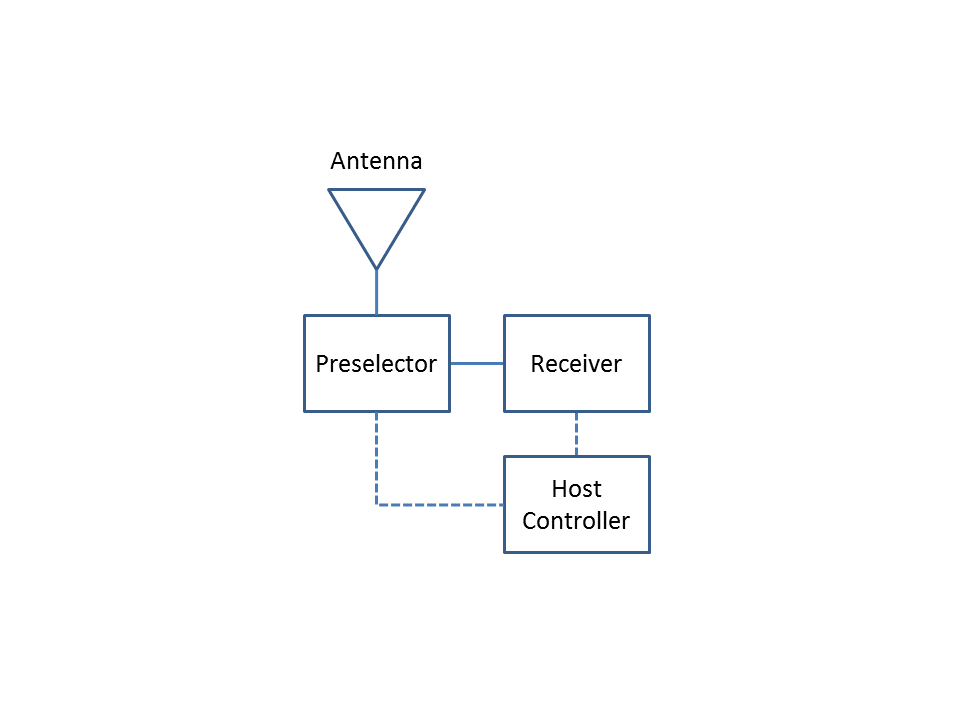 Antenna
Preselector
Receiver
Host
Controller